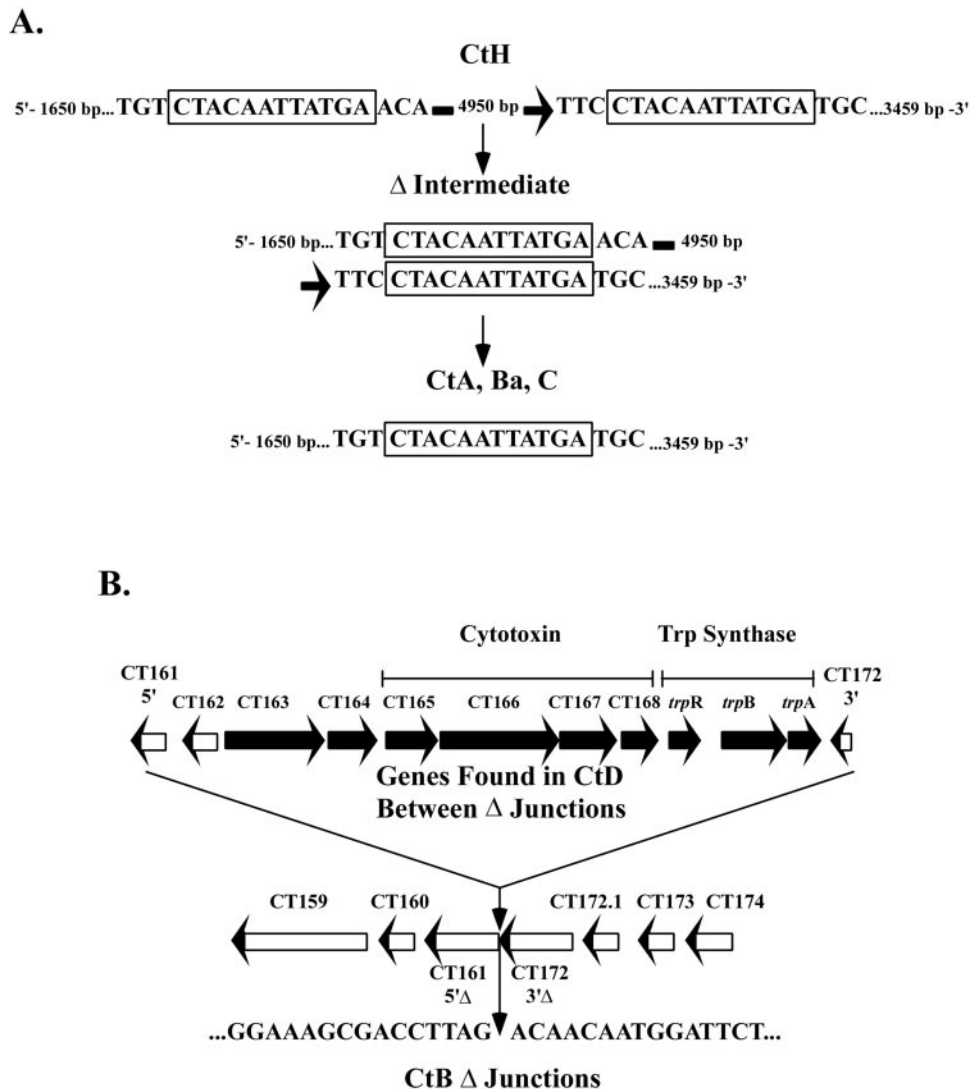 A.
CtH
5'- 1650 bp...TGT CTACAATTATGA ACA 4950 bp TTC CTACAATTATGA TGC ...3459 bp -3'
Δ Intermediate
5'- 1650 bp...TGT CTACAATTATGA ACA 4950 bp
TTC CTACAATTATGA TGC ...3459 bp -3'
CtA, Ba, C
5'- 1650 bp...TGT CTACAATTATGA TGC ...3459 bp -3'
B.
Cytotoxin Trp Synthase
CT161 5' CT162 CT163 CT164 CT165 CT166 CT167 CT168 trpR trpB trpA CT172 3'
Genes Found in CtD
Between Δ Junctions
CT159 CT160 CT172.1 CT173 CT174
CT161 CT172
5'Δ 3'Δ
...GGAAAGCGACCTTAG ACAACAATGGATTCT...
CtB Δ Junctions